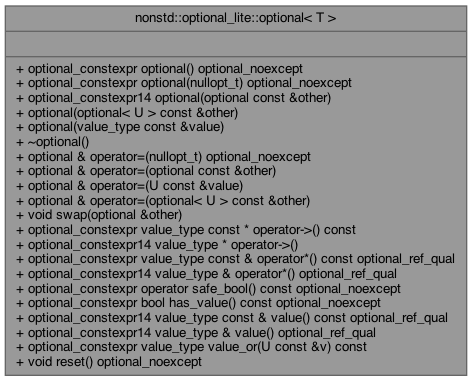 nonstd::optional_lite::optional< T >
+ optional_constexpr optional() optional_noexcept
+ optional_constexpr optional(nullopt_t) optional_noexcept
+ optional_constexpr14 optional(optional const &other)
+ optional(optional< U > const &other)
+ optional(value_type const &value)
+ ~optional()
+ optional & operator=(nullopt_t) optional_noexcept
+ optional & operator=(optional const &other)
+ optional & operator=(U const &value)
+ optional & operator=(optional< U > const &other)
+ void swap(optional &other)
+ optional_constexpr value_type const * operator->() const
+ optional_constexpr14 value_type * operator->()
+ optional_constexpr value_type const & operator*() const optional_ref_qual
+ optional_constexpr14 value_type & operator*() optional_ref_qual
+ optional_constexpr operator safe_bool() const optional_noexcept
+ optional_constexpr bool has_value() const optional_noexcept
+ optional_constexpr14 value_type const & value() const optional_ref_qual
+ optional_constexpr14 value_type & value() optional_ref_qual
+ optional_constexpr value_type value_or(U const &v) const
+ void reset() optional_noexcept